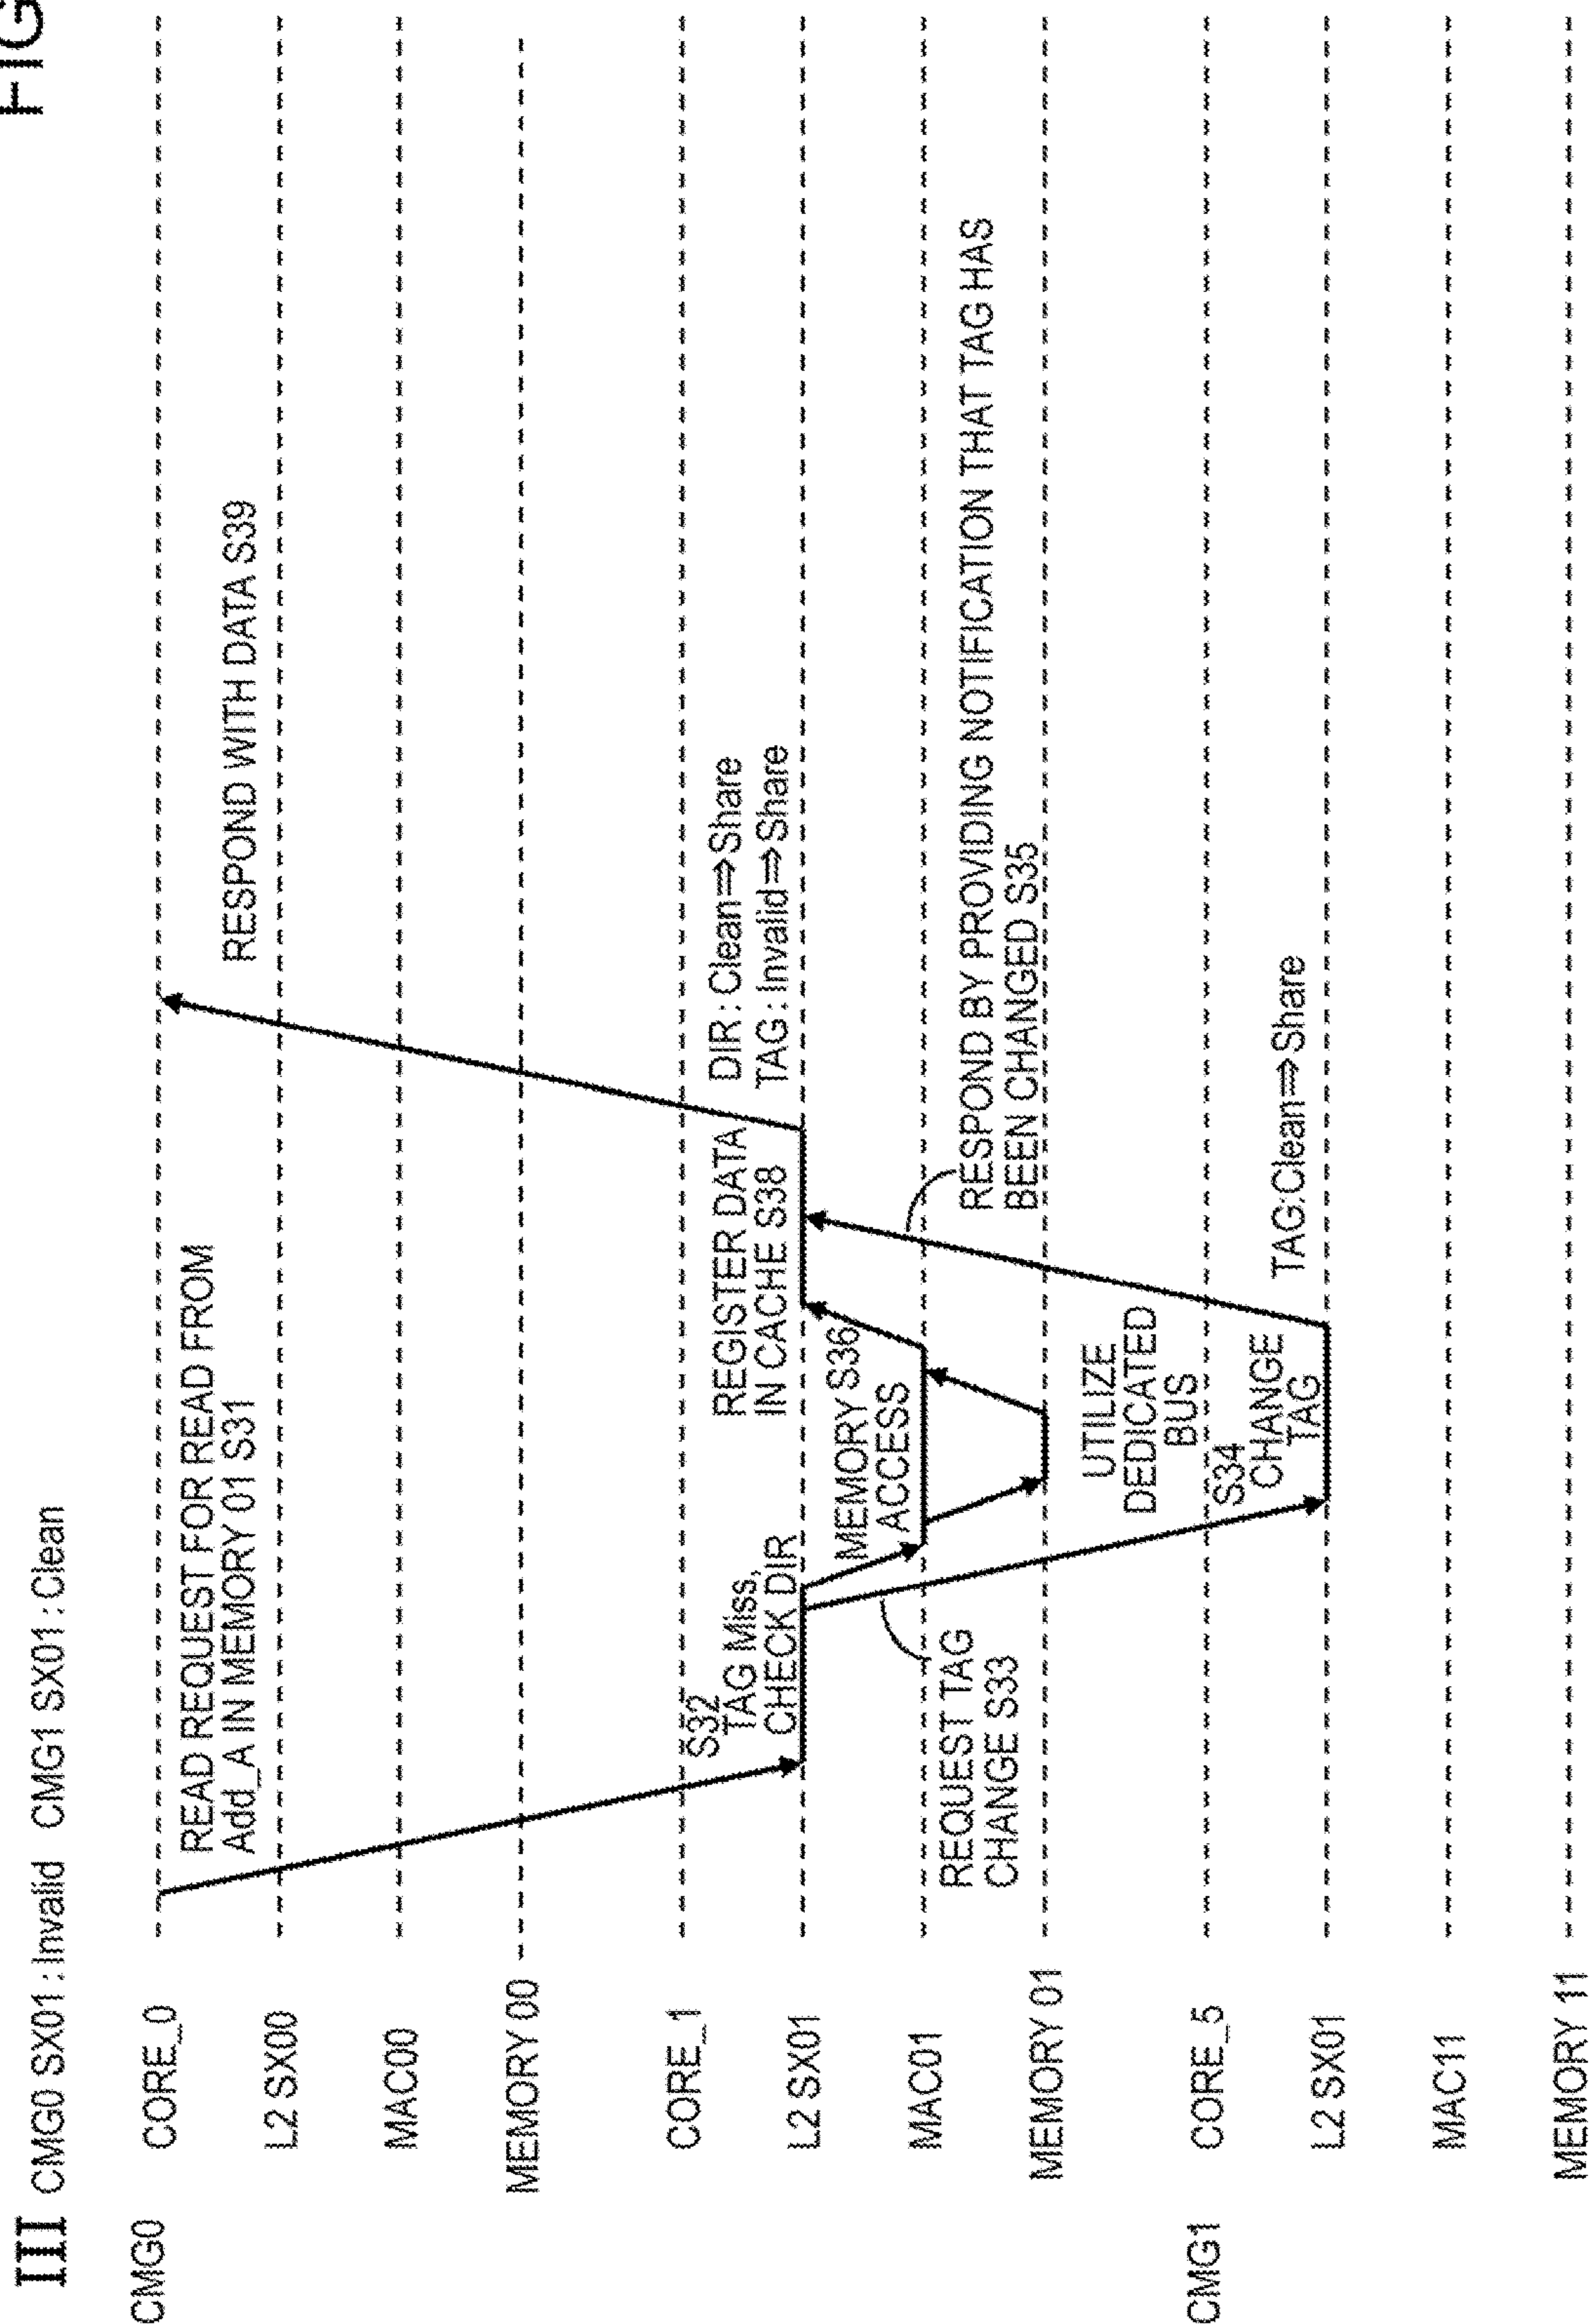 FIG
III CMG0 SX01 : Invalid CMG1 SX01 : Clean
CMG0
CORE_0
READ REQUEST FOR READ FROM
Add_A IN MEMORY 01 S31
RESPOND WITH DATA S39
L2 SX00
MAC00
MEMORY 00
CORE_1
S32
TAG Miss,
CHECK DIR
REGISTER DATA
IN CACHE S38
DIR : Clean⇒Share
TAG : Invalid⇒Share
L2 SX01
MEMORY S36
ACCESS
MAC01
REQUEST TAG
CHANGE S33
RESPOND BY PROVIDING NOTIFICATION THAT TAG HAS
BEEN CHANGED S35
MEMORY 01
UTILIZE
DEDICATED
BUS
CMG1
CORE_5
S34
CHANGE
TAG
TAG:Clean⇒Share
L2 SX01
MAC11
MEMORY 11